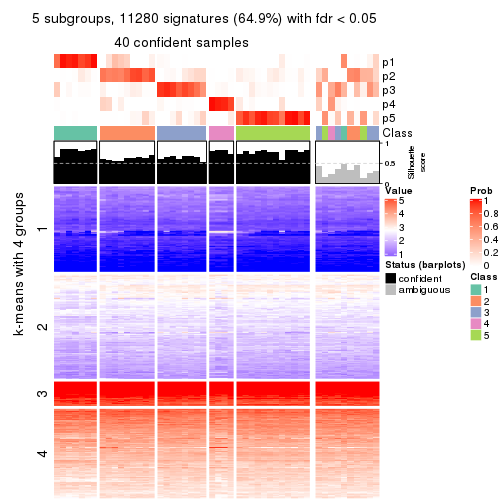 5 subgroups, 11280 signatures (64.9%) with fdr < 0.05
40 confident samples
p1
p2
p3
p4
p5
Class
1
0.5
0
Silhouette
score
k-means with 4 groups
1
2
3
4
Value
5
4
3
2
1
Status (barplots)
confident
ambiguous
Prob
1
0.8
0.6
0.4
0.2
0
Class
1
2
3
4
5